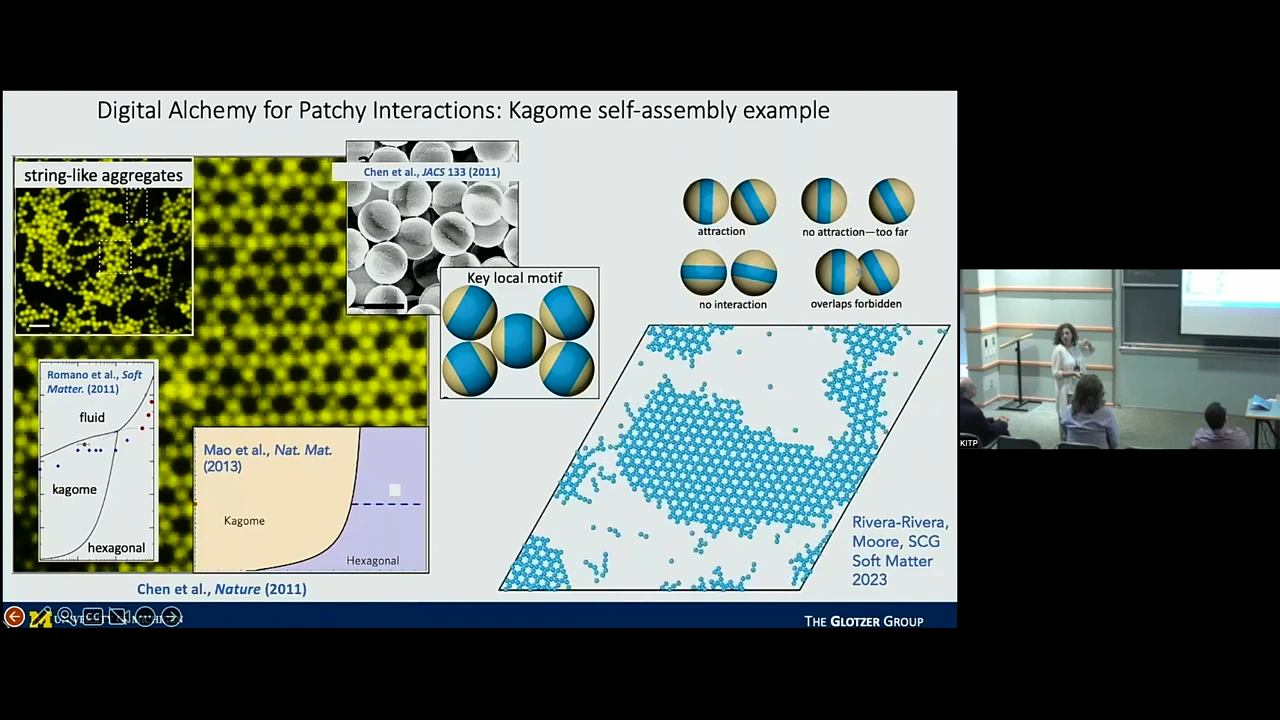 Digital Alchemy for Patchy Interactions: Kagome self-assembly example
string-like aggregates
Chen et al., JACS 133 (2011)
Key local motif
attraction
no attraction—too far
no interaction
overlaps forbidden
Romano et al., Soft
Matter. (2011)
fluid
kagome
hexagonal
Mao et al., Nat. Mat.
(2013)
Kagome
Hexagonal
Rivera-Rivera,
Moore, SCG
Soft Matter
2023
Chen et al., Nature (2011)
CC
THE GLOTZER GROUP
KITP